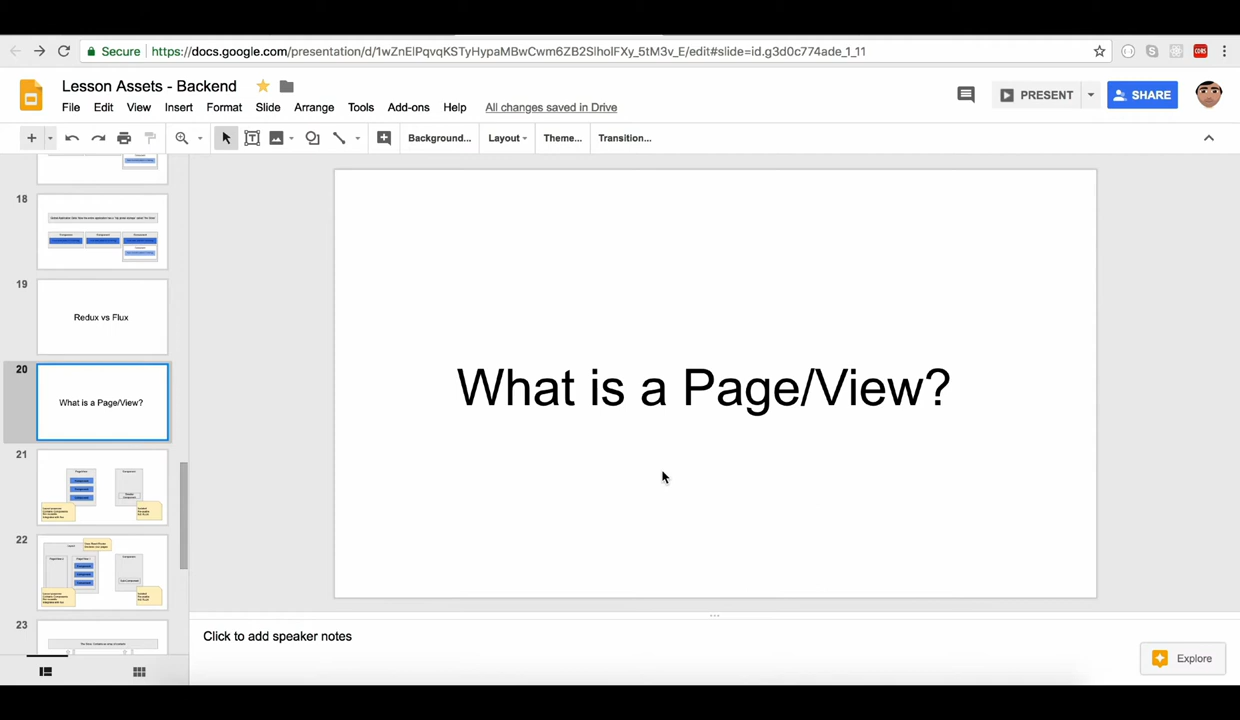 Secure https://docs.google.com/presentation/d/1wZnElPqvqKSTyHypaMBwCwm6ZB2SlholFXy_5tM3v_E/edit#slide=id.g3d0c774ade_1_11
CORS
Lesson Assets - Backend
File Edit View Insert Format Slide Arrange Tools Add-ons Help All changes saved in Drive
PRESENT
SHARE
Background... Layout Theme... Transition...
18
19
Redux vs Flux
20
What is a Page/View?
21
22
23
What is a Page/View?
Click to add speaker notes
Explore